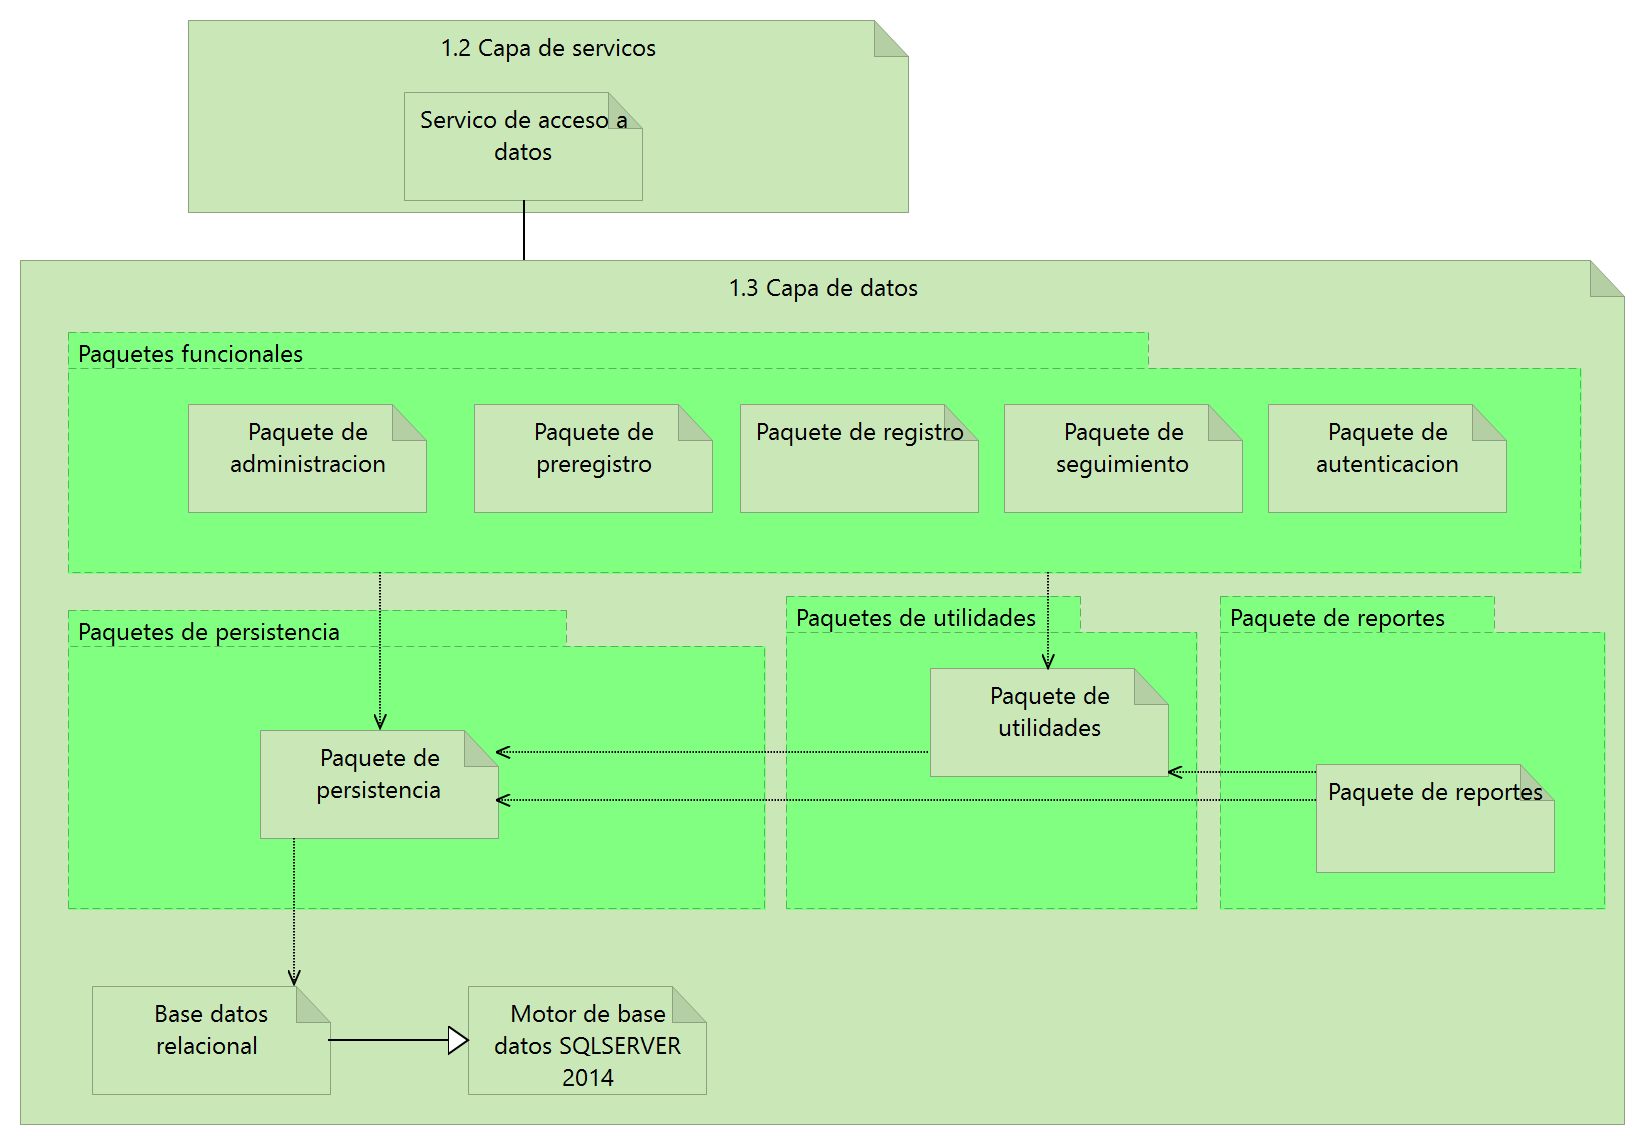 1.2 Capa de servicos
Servico de acceso a
datos
1.3 Capa de datos
Paquetes funcionales
Paquete de
administracion
Paquete de
preregistro
Paquete de registro
Paquete de
seguimiento
Paquete de
autenticacion
Paquetes de persistencia
Paquete de
persistencia
Paquetes de utilidades
Paquete de
utilidades
Paquete de reportes
Paquete de reportes
Base datos
relacional
Motor de base
datos SQLSERVER
2014